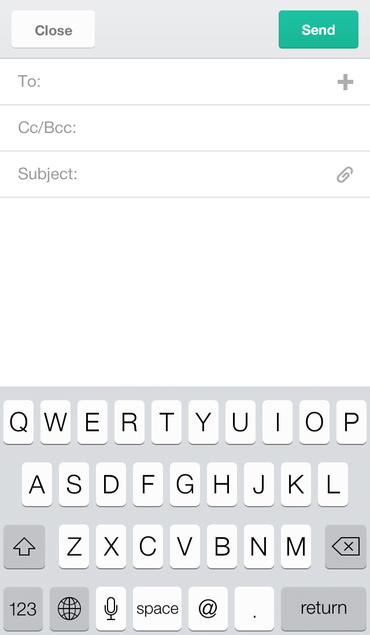 Close Send
To:
Cc/Bcc:
Subject:
Q W E R T Y U I O P
A S D F G H J K L
Z X C V B N M
123 space @ . return